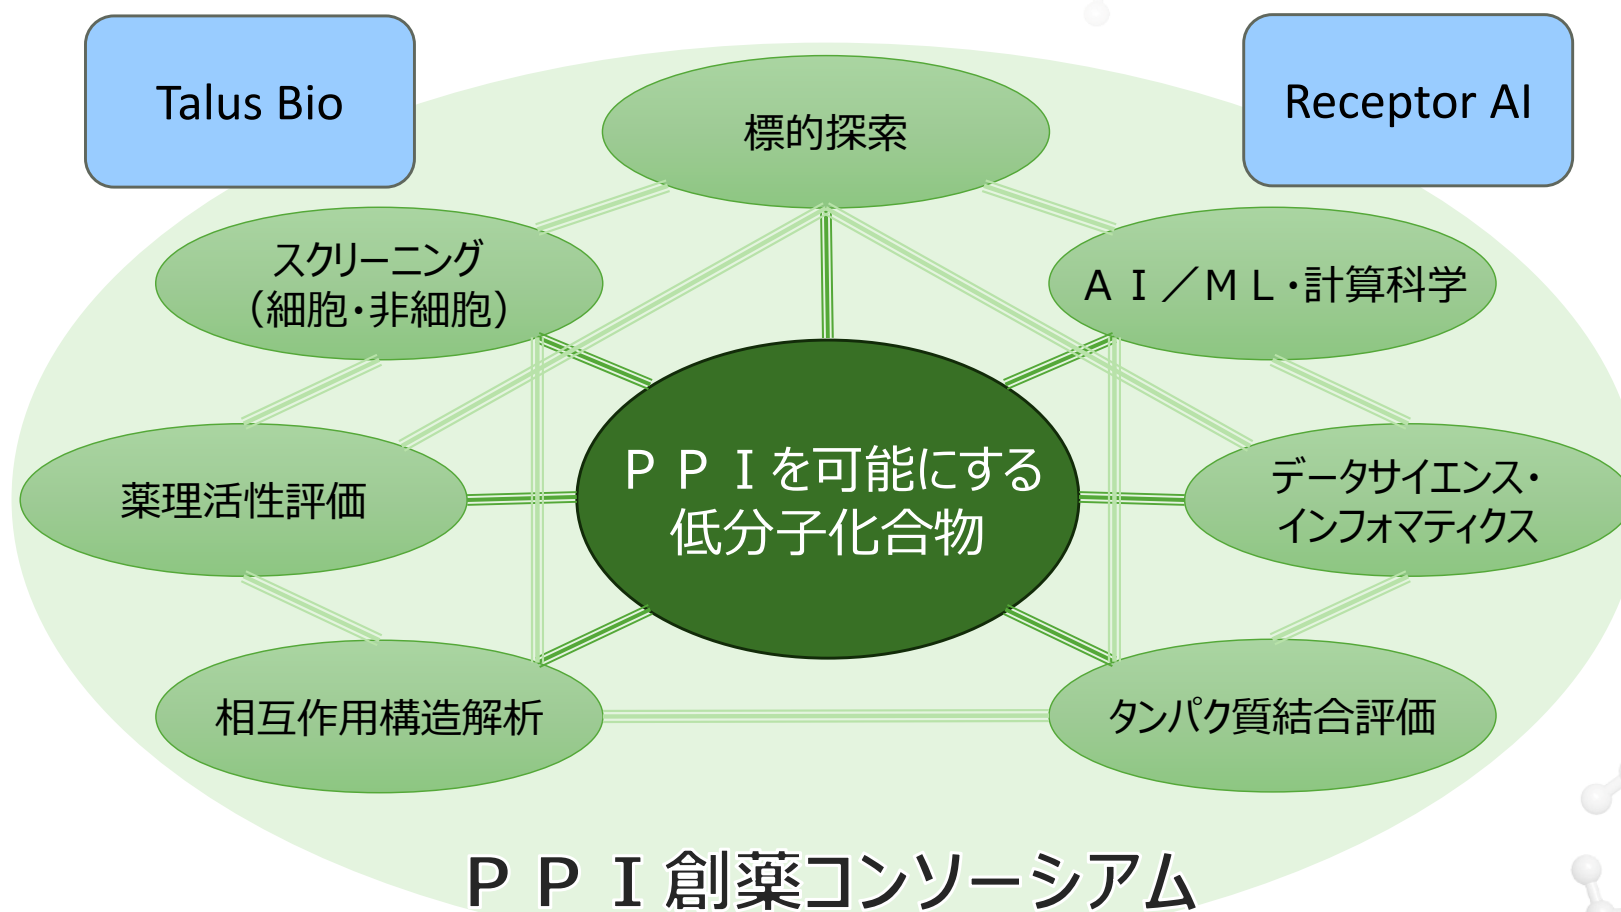 Talus Bio
Receptor AI
標的探索
スクリーニング
（細胞・非細胞）
ＡＩ／ＭＬ・計算科学
ＰＰＩを可能にする
低分子化合物
薬理活性評価
データサイエンス・
インフォマティクス
相互作用構造解析
タンパク質結合評価
ＰＰＩ創薬コンソーシアム